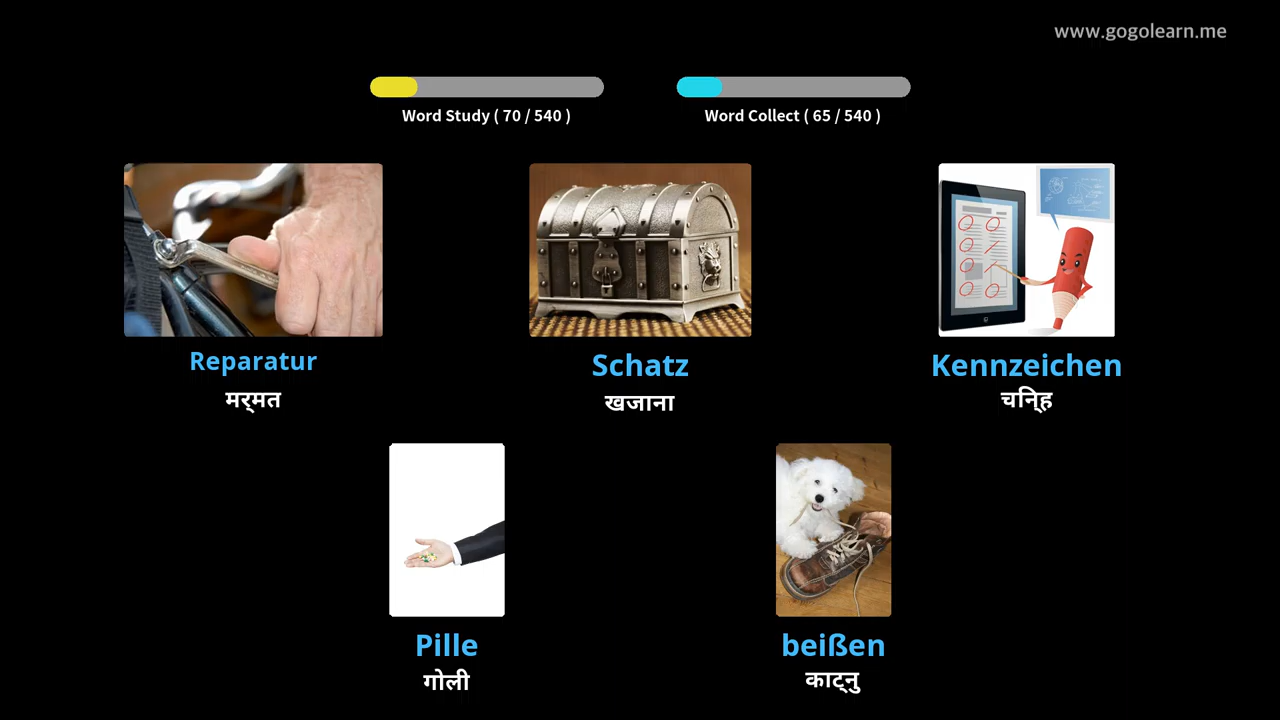 www.gogolearn.me
Word Study ( 70 / 540 )
Word Collect ( 65 / 540 )
Reparatur
Schatz
Kennzeichen
मर्मत
खजाना
चिन्ह
Pille
beißen
गोली
काट्नु